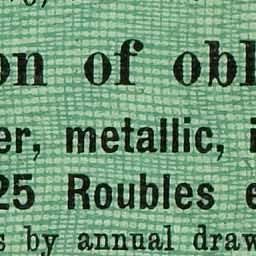 on of obl
er, metallic, i
25 Roubles e
s by annual draw